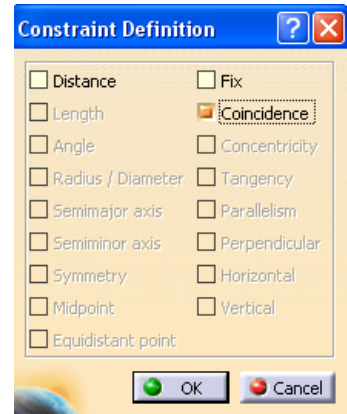 Constraint Definition ?
Distance Fix
Length Coincidence
Angle Concentricity
Radius / Diameter Tangency
Semimajor axis Parallelism
Semiminor axis Perpendicular
Symmetry Horizontal
Midpoint Vertical
Equidistant point
OK Cancel